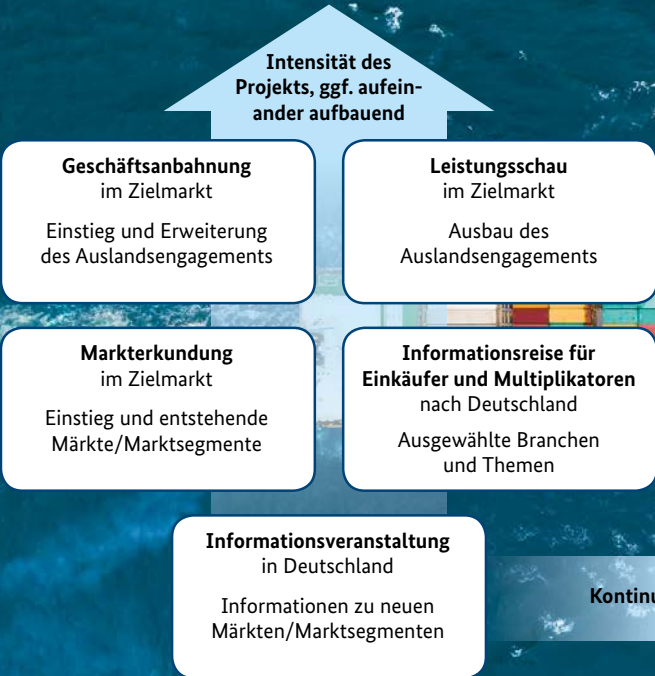 Intensität des
Projekts, ggf. aufein-
ander aufbauend
Geschäftsanbahnung
im Zielmarkt
Einstieg und Erweiterung
des Auslandsengagements
Leistungsschau
im Zielmarkt
Ausbau des
Auslandsengagements
Markterkundung
im Zielmarkt
Einstieg und entstehende
Märkte/Marktsegmente
Informationsreise für
Einkäufer und Multiplikatoren
nach Deutschland
Ausgewählte Branchen
und Themen
Informationsveranstaltung
in Deutschland
Informationen zu neuen
Märkten/Marktsegmenten